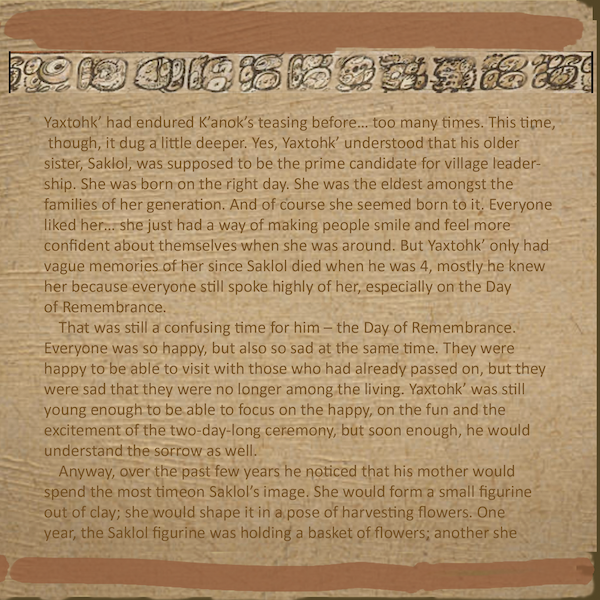 Yaxtohk’ had endured K’anok’s teasing before... too many times. This time,
though, it dug a little deeper. Yes, Yaxtohk’ understood that his older
sister, Saklol, was supposed to be the prime candidate for village leader-
ship. She was born on the right day. She was the eldest amongst the
families of her generation. And of course she seemed born to it. Everyone
liked her... she just had a way of making people smile and feel more
confident about themselves when she was around. But Yaxtohk’ only had
vague memories of her since Saklol died when he was 4, mostly he knew
her because everyone still spoke highly of her, especially on the Day
of Remembrance.
That was still a confusing time for him – the Day of Remembrance.
Everyone was so happy, but also so sad at the same time. They were
happy to be able to visit with those who had already passed on, but they
were sad that they were no longer among the living. Yaxtohk’ was still
young enough to be able to focus on the happy, on the fun and the
excitement of the two-day-long ceremony, but soon enough, he would
understand the sorrow as well.
Anyway, over the past few years he noticed that his mother would
spend the most timeon Saklol’s image. She would form a small figurine
out of clay; she would shape it in a pose of harvesting flowers. One
year, the Saklol figurine was holding a basket of flowers; another she